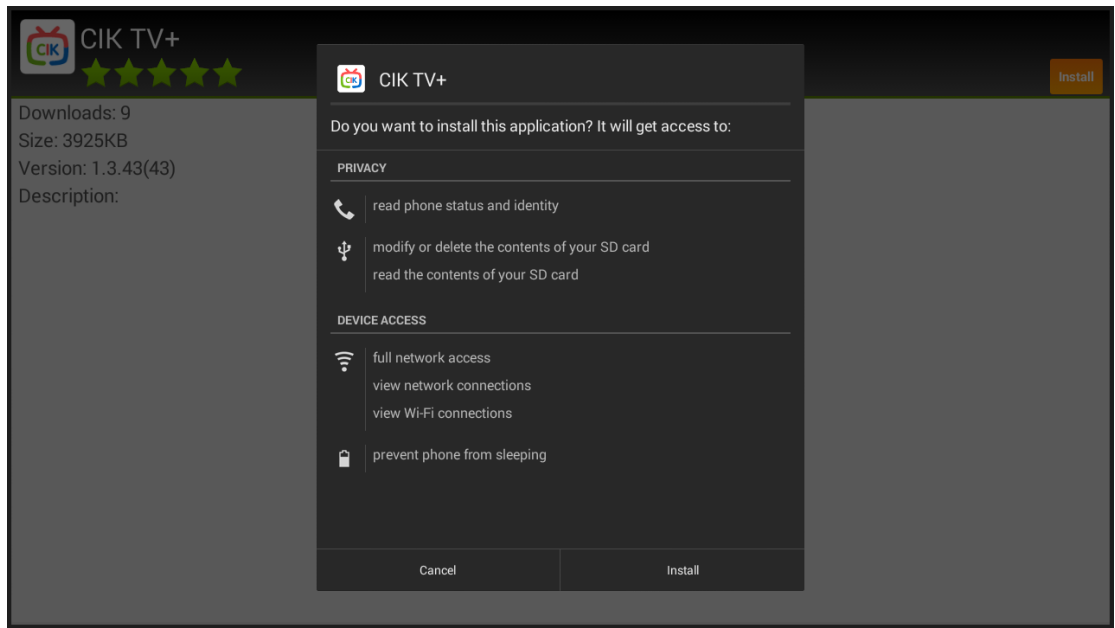 CIK
CIK TV+
Install
Downloads: 9
Size: 3925KB
Version: 1.3.43(43)
Description:
CIK
CIK TV+
Do you want to install this application? It will get access to:
PRIVACY
read phone status and identity
modify or delete the contents of your SD card
read the contents of your SD card
DEVICE ACCESS
full network access
view network connections
view Wi-Fi connections
prevent phone from sleeping
Cancel
Install